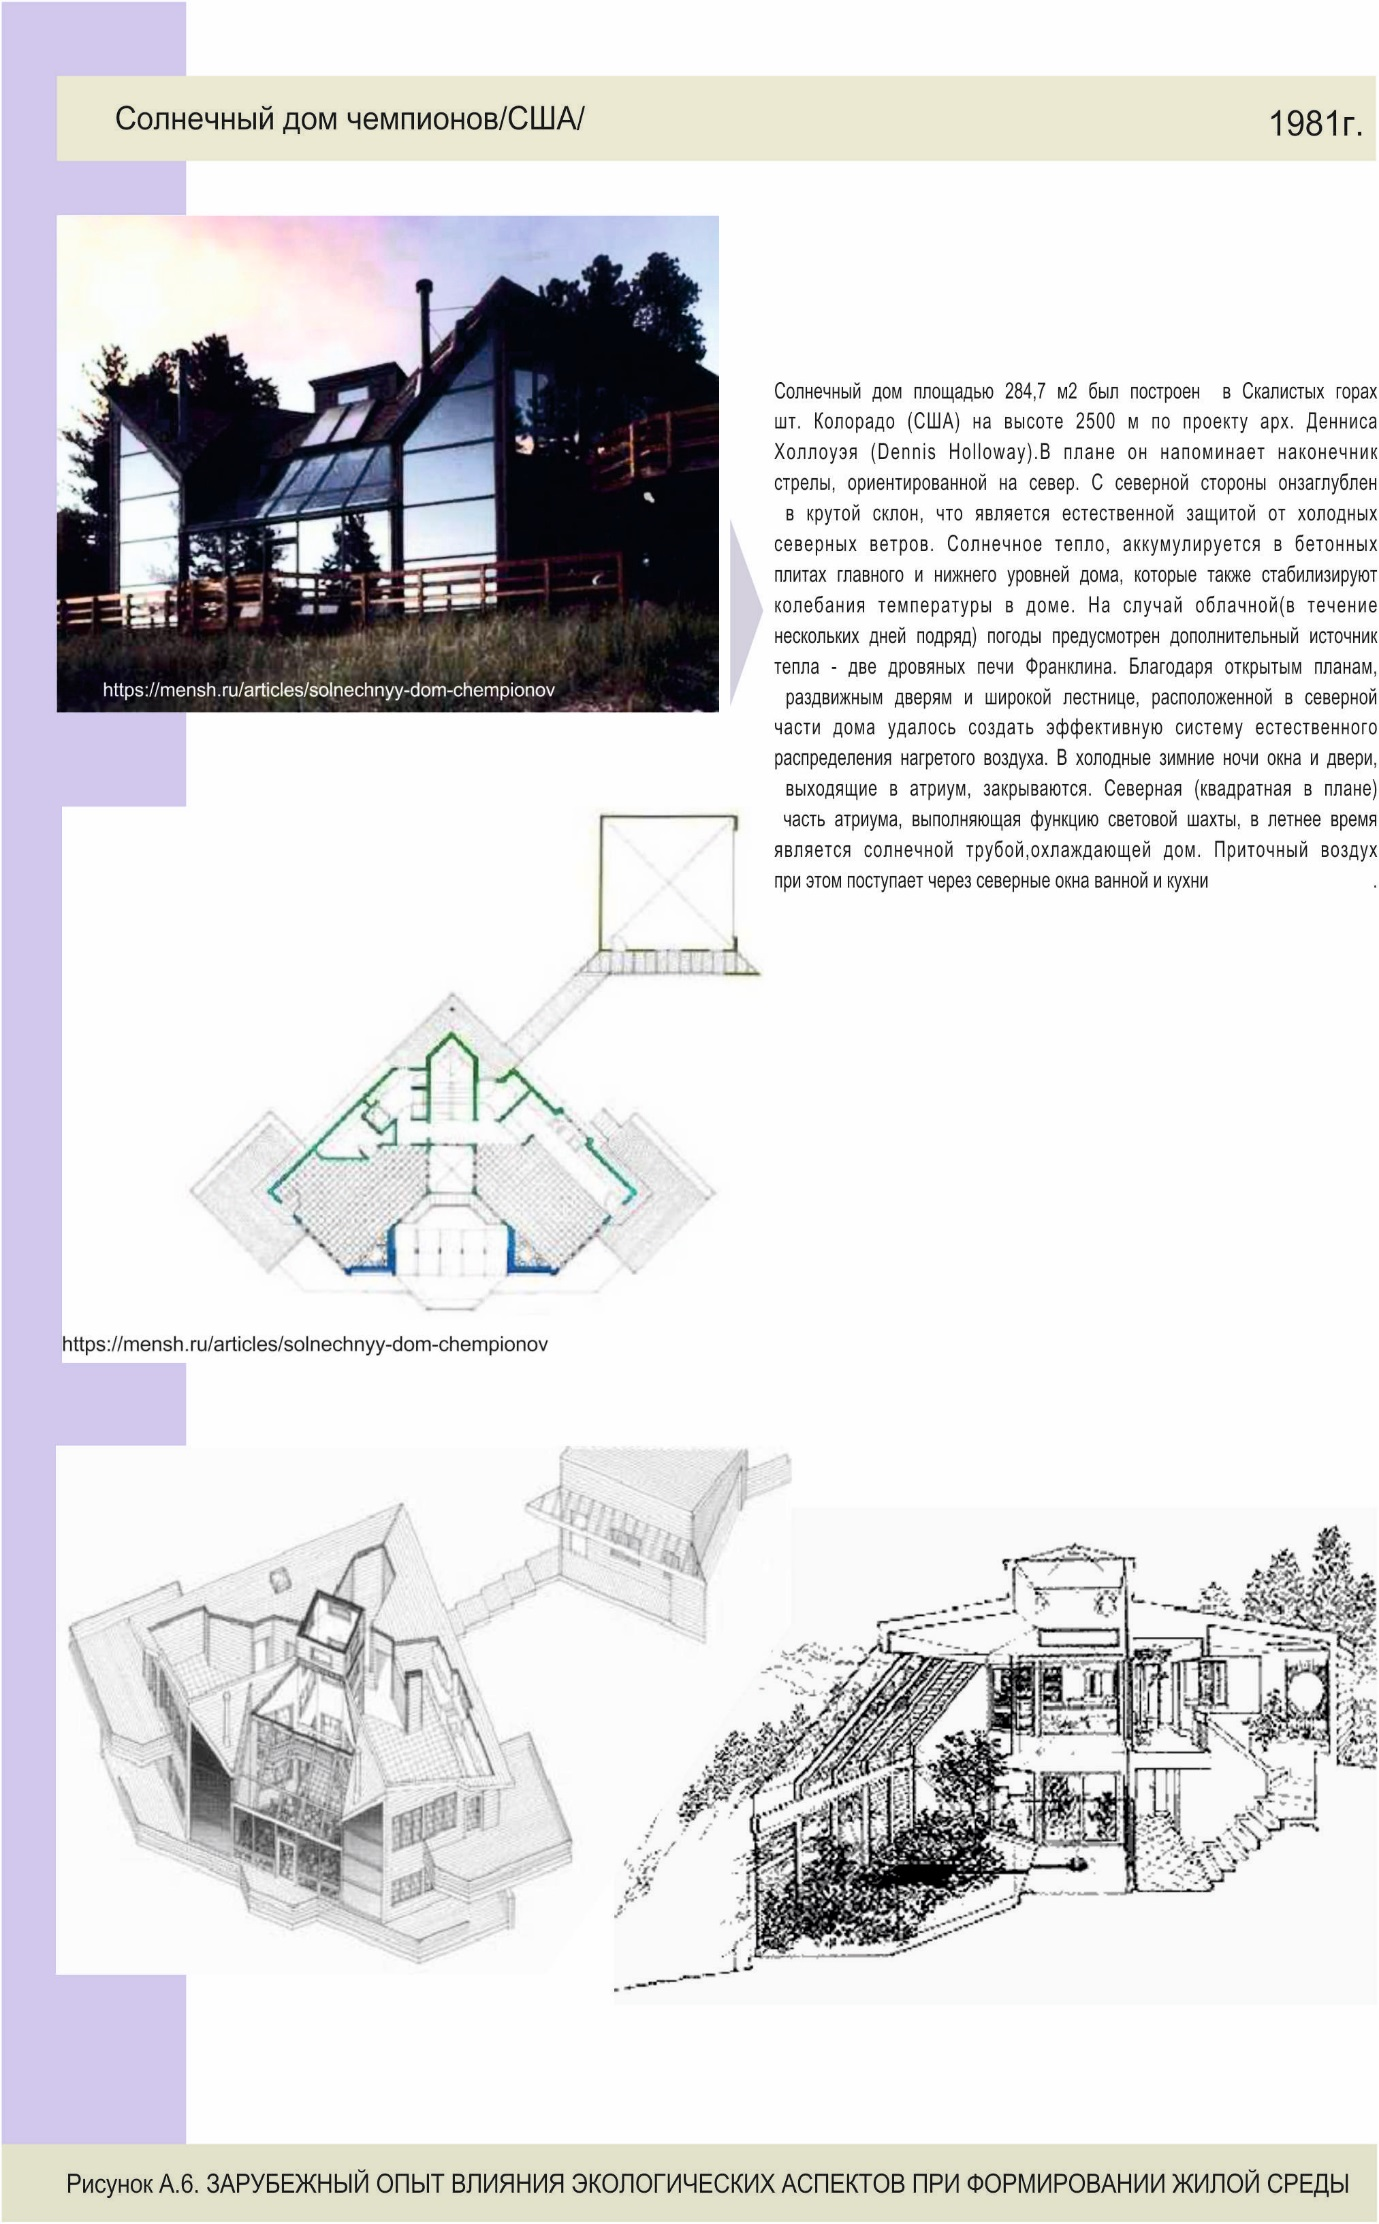 Солнечный дом чемпионов/США/
1981г.
https://mensh.ru/articles/solnechnyy-dom-chempionov
Солнечный дом площадью 284,7 м2 был построен в Скалистых горах
шт. Колорадо (США) на высоте 2500 м по проекту арх. Денниса
Холлоуэя (Dennis Holloway).В плане он напоминает наконечник
стрелы, ориентированной на север. С северной стороны онзаглублен
в крутой склон, что является естественной защитой от холодных
северных ветров. Солнечное тепло, аккумулируется в бетонных
плитах главного и нижнего уровней дома, которые также стабилизируют
колебания температуры в доме. На случай облачной(в течение
нескольких дней подряд) погоды предусмотрен дополнительный источник
тепла - две дровяных печи Франклина. Благодаря открытым планам,
раздвижным дверям и широкой лестнице, расположенной в северной
части дома удалось создать эффективную систему естественного
распределения нагретого воздуха. В холодные зимние ночи окна и двери,
выходящие в атриум, закрываются. Северная (квадратная в плане)
часть атриума, выполняющая функцию световой шахты, в летнее время
является солнечной трубой,охлаждающей дом. Приточный воздух
при этом поступает через северные окна ванной и кухни .
https://mensh.ru/articles/solnechnyy-dom-chempionov
Рисунок А.6. ЗАРУБЕЖНЫЙ ОПЫТ ВЛИЯНИЯ ЭКОЛОГИЧЕСКИХ АСПЕКТОВ ПРИ ФОРМИРОВАНИИ ЖИЛОЙ СРЕДЫ